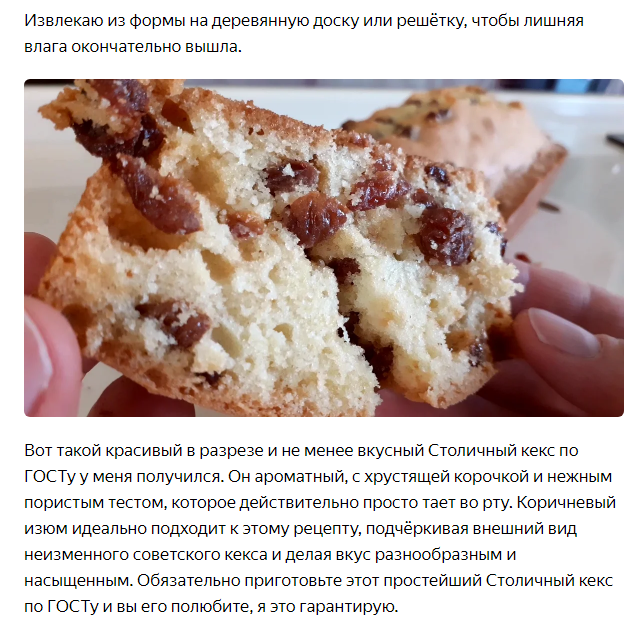 Извлекаю из формы на деревянную доску или решётку, чтобы лишняя
влага окончательно вышла.
Вот такой красивый в разрезе и не менее вкусный Столичный кекс по
ГОСТу у меня получился. Он ароматный, с хрустящей корочкой и нежным
пористым тестом, которое действительно просто тает во рту. Коричневый
изюм идеально подходит к этому рецепту, подчёркивая внешний вид
неизменного советского кекса и делая вкус разнообразным и
насыщенным. Обязательно приготовьте этот простейший Столичный кекс
по ГОСТу и вы его полюбите, я это гарантирую.